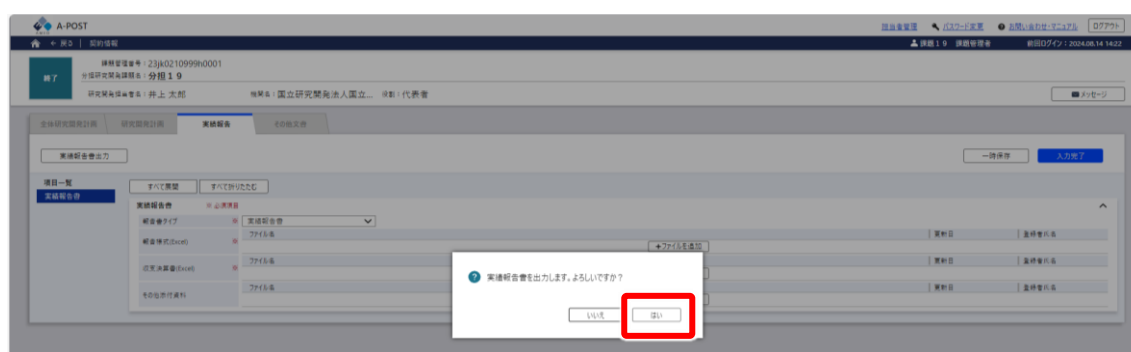 A-POST
担当者管理 パスワード変更 お問い合わせ・マニュアル ログアウト
← 戻る | 契約情報 課題19 課題管理者 前回ログイン：2024.08.14 14:22
課題管理番号：23jk0210999h0001
終了 分担研究開発課題名：分担19
研究開発担当者名：井上 太郎 機関名：国立研究開発法人国立... 役割：代表者 メッセージ
全体研究開発計画 研究開発計画 実績報告 その他文書
実績報告書出力 一時保存 入力完了
項目一覧 すべて展開 すべて折りたたむ
実績報告書 実績報告書 ※ 必須項目
報告書タイプ ※ 実績報告書
報告様式(Excel) ※ ファイル名 更新日 登録者氏名
+ファイルを追加
収支決算書(Excel) ※ ファイル名 更新日 登録者氏名
その他添付資料 ファイル名 更新日 登録者氏名
実績報告書を出力します。よろしいですか？
いいえ はい